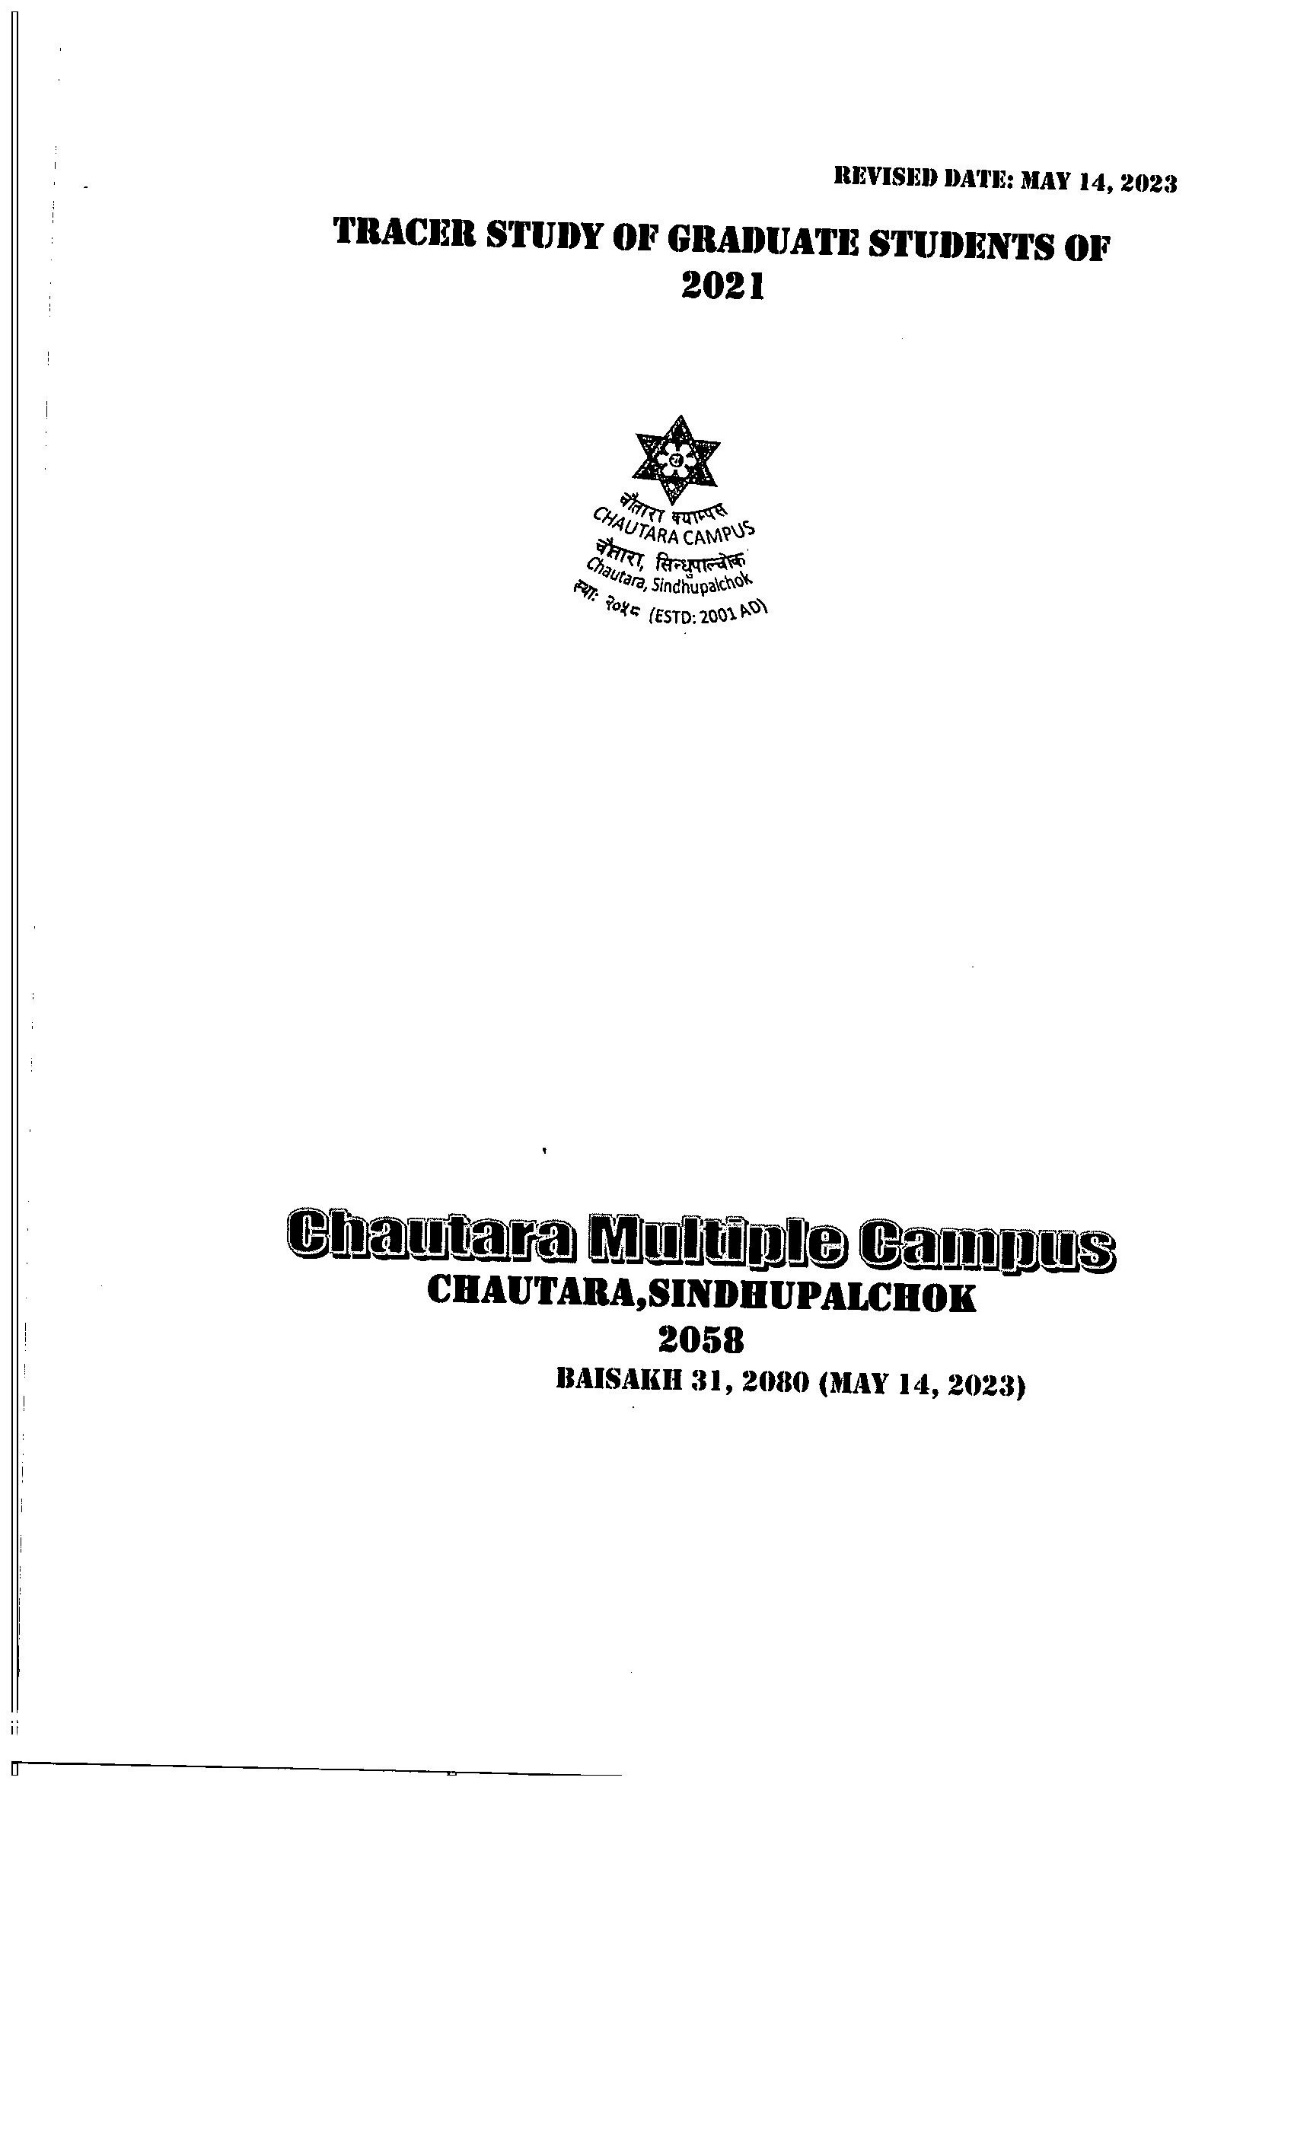 REVISED DATE: MAY 14, 2023
TRACER STUDY OF GRADUATE STUDENTS OF
2021
चौतारा क्याम्पस
CHAUTARA CAMPUS
चौतारा, सिन्धुपाल्चोक
Chautara, Sindhupalchok
स्था: २०५८ (ESTD: 2001 AD)
Chautara Multiple Campus
CHAUTARA,SINDHUPALCHOK
2058
BAISAKH 31, 2080 (MAY 14, 2023)